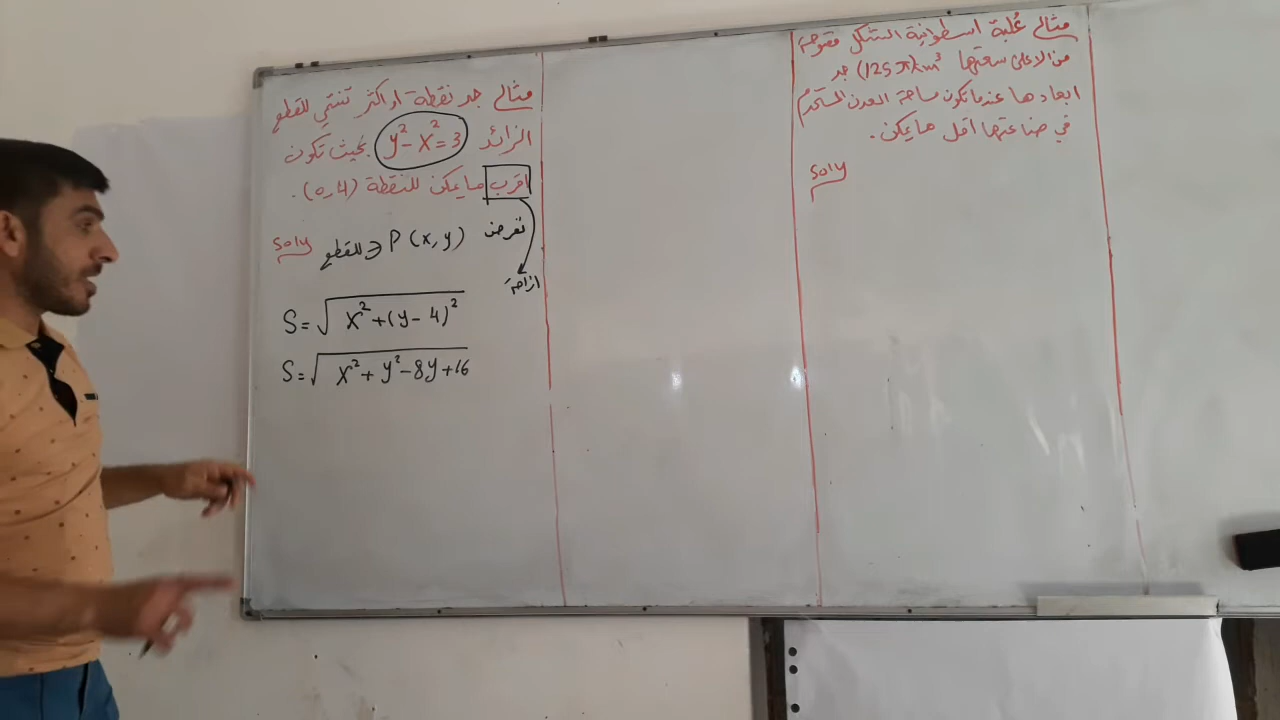 مثال جد نقطة او اكثر تنتمي للقطع
الزائد y²-x²=3 بحيث تكون
اقرب ما يمكن للنقطة (0,4).
Sol/ نفرض P(x,y) ∋ للقطع
ازاحة
S=√x²+(y-4)²
S=√x²+y²-8y+16
مثال عُلبة اسطوانية الشكل مفتوحة
من الاعلى سعتها (125π)cm³ جد
ابعادها عندما تكون مساحة المعدن المستخدم
في صناعتها اقل ما يمكن.
Sol/